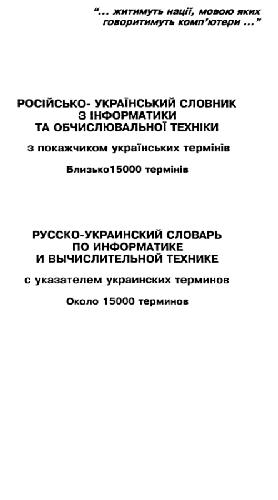 “... житимуть нації, мовою яких
говоритимуть комп’ютери ...”
РОСІЙСЬКО- УКРАЇНСЬКИЙ СЛОВНИК
З ІНФОРМАТИКИ
ТА ОБЧИСЛЮВАЛЬНОЇ ТЕХНІКИ
з покажчиком українських термінів
Близько15000 термінів
РУССКО-УКРАИНСКИЙ СЛОВАРЬ
ПО ИНФОРМАТИКЕ
И ВЫЧИСЛИТЕЛЬНОЙ ТЕХНИКЕ
с указателем украинских терминов
Около 15000 терминов